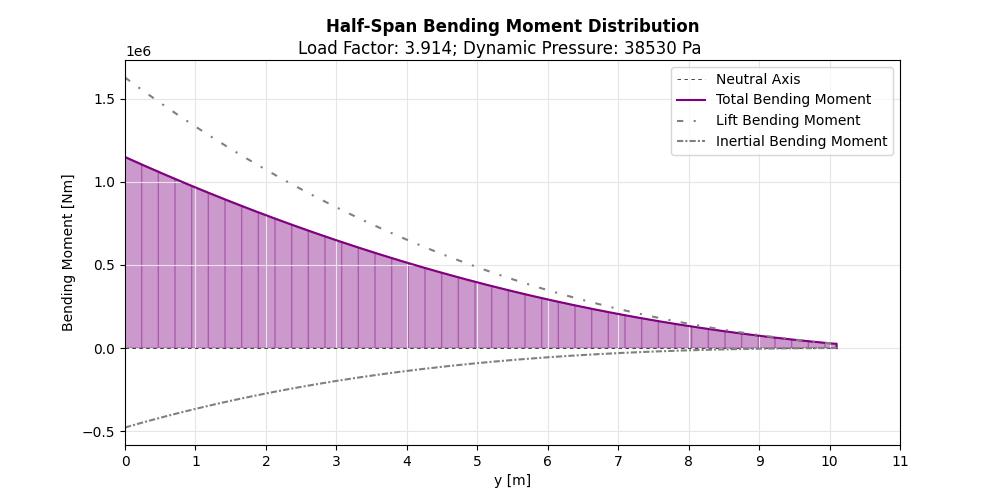 Half-Span Bending Moment Distribution
Load Factor: 3.914; Dynamic Pressure: 38530 Pa
1e6
Neutral Axis
Total Bending Moment
Lift Bending Moment
Inertial Bending Moment
1.5
1.0
0.5
0.0
−0.5
Bending Moment [Nm]
0 1 2 3 4 5 6 7 8 9 10 11
y [m]